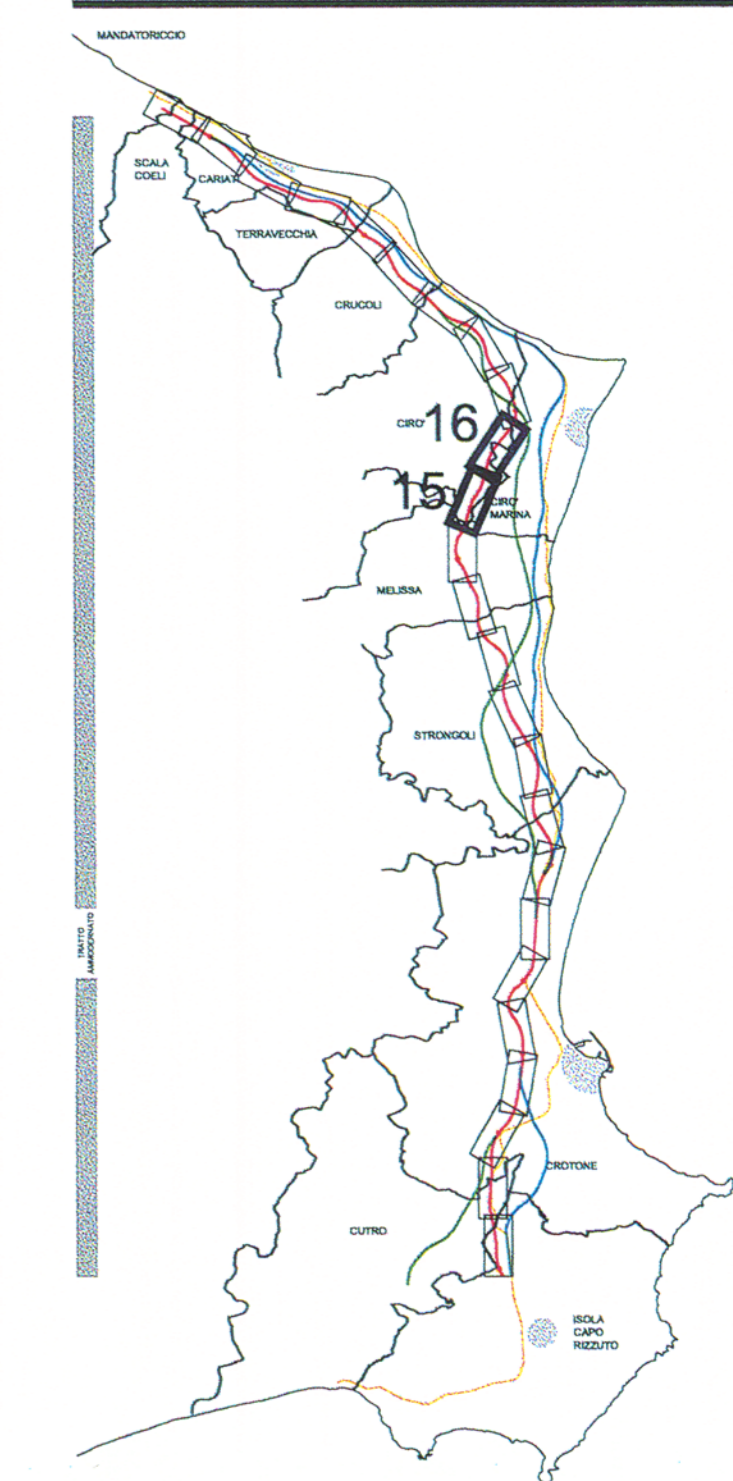 MANDATORICCIO
SCALA
COELI
CARIATI
TERRAVECCHIA
CRUCOLI
CIRO'
16
15
CIRO'
MARINA
MELISSA
STRONGOLI
TRATTO
AMMODERNATO
CROTONE
CUTRO
ISOLA
CAPO
RIZZUTO